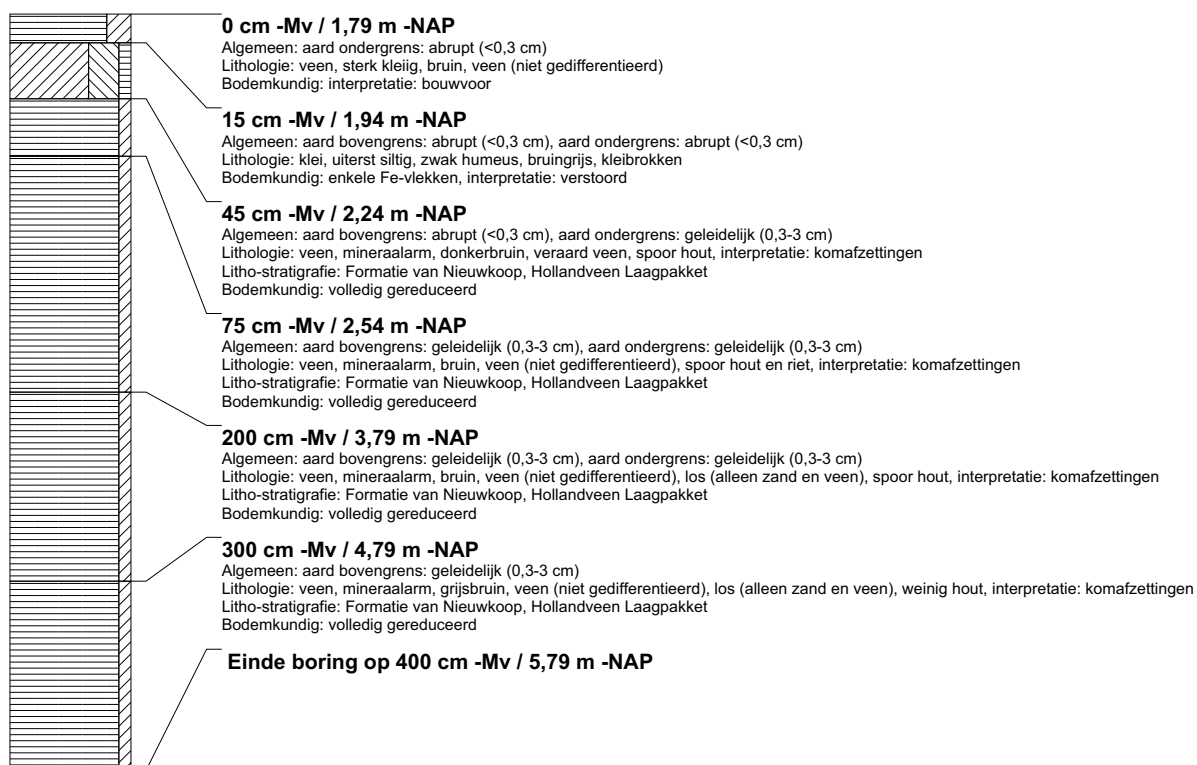 0 cm -Mv / 1,79 m -NAP
Algemeen: aard ondergrens: abrupt (<0,3 cm)
Lithologie: veen, sterk kleiig, bruin, veen (niet gedifferentieerd)
Bodemkundig: interpretatie: bouwvoor
15 cm -Mv / 1,94 m -NAP
Algemeen: aard bovengrens: abrupt (<0,3 cm), aard ondergrens: abrupt (<0,3 cm)
Lithologie: klei, uiterst siltig, zwak humeus, bruingrijs, kleibrokken
Bodemkundig: enkele Fe-vlekken, interpretatie: verstoord
45 cm -Mv / 2,24 m -NAP
Algemeen: aard bovengrens: abrupt (<0,3 cm), aard ondergrens: geleidelijk (0,3-3 cm)
Lithologie: veen, mineraalarm, donkerbruin, veraard veen, spoor hout, interpretatie: komafzettingen
Litho-stratigrafie: Formatie van Nieuwkoop, Hollandveen Laagpakket
Bodemkundig: volledig gereduceerd
75 cm -Mv / 2,54 m -NAP
Algemeen: aard bovengrens: geleidelijk (0,3-3 cm), aard ondergrens: geleidelijk (0,3-3 cm)
Lithologie: veen, mineraalarm, bruin, veen (niet gedifferentieerd), spoor hout en riet, interpretatie: komafzettingen
Litho-stratigrafie: Formatie van Nieuwkoop, Hollandveen Laagpakket
Bodemkundig: volledig gereduceerd
200 cm -Mv / 3,79 m -NAP
Algemeen: aard bovengrens: geleidelijk (0,3-3 cm), aard ondergrens: geleidelijk (0,3-3 cm)
Lithologie: veen, mineraalarm, bruin, veen (niet gedifferentieerd), los (alleen zand en veen), spoor hout, interpretatie: komafzettingen
Litho-stratigrafie: Formatie van Nieuwkoop, Hollandveen Laagpakket
Bodemkundig: volledig gereduceerd
300 cm -Mv / 4,79 m -NAP
Algemeen: aard bovengrens: geleidelijk (0,3-3 cm)
Lithologie: veen, mineraalarm, grijsbruin, veen (niet gedifferentieerd), los (alleen zand en veen), weinig hout, interpretatie: komafzettingen
Litho-stratigrafie: Formatie van Nieuwkoop, Hollandveen Laagpakket
Bodemkundig: volledig gereduceerd
Einde boring op 400 cm -Mv / 5,79 m -NAP